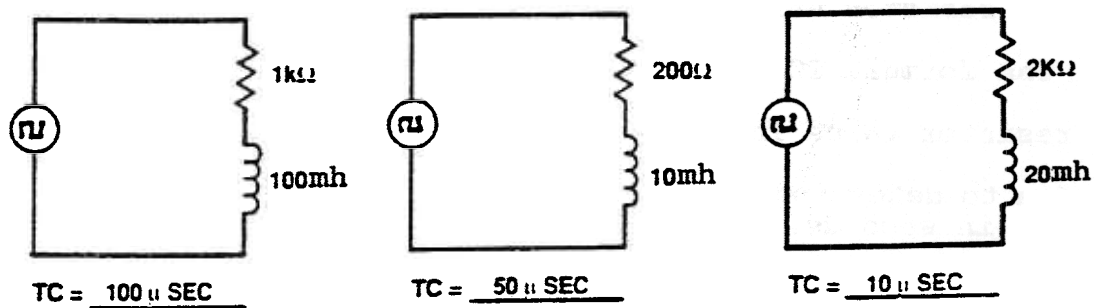 1kΩ
100mh
TC = 100 μ SEC
200Ω
10mh
TC = 50 μ SEC
2KΩ
20mh
TC = 10 μ SEC